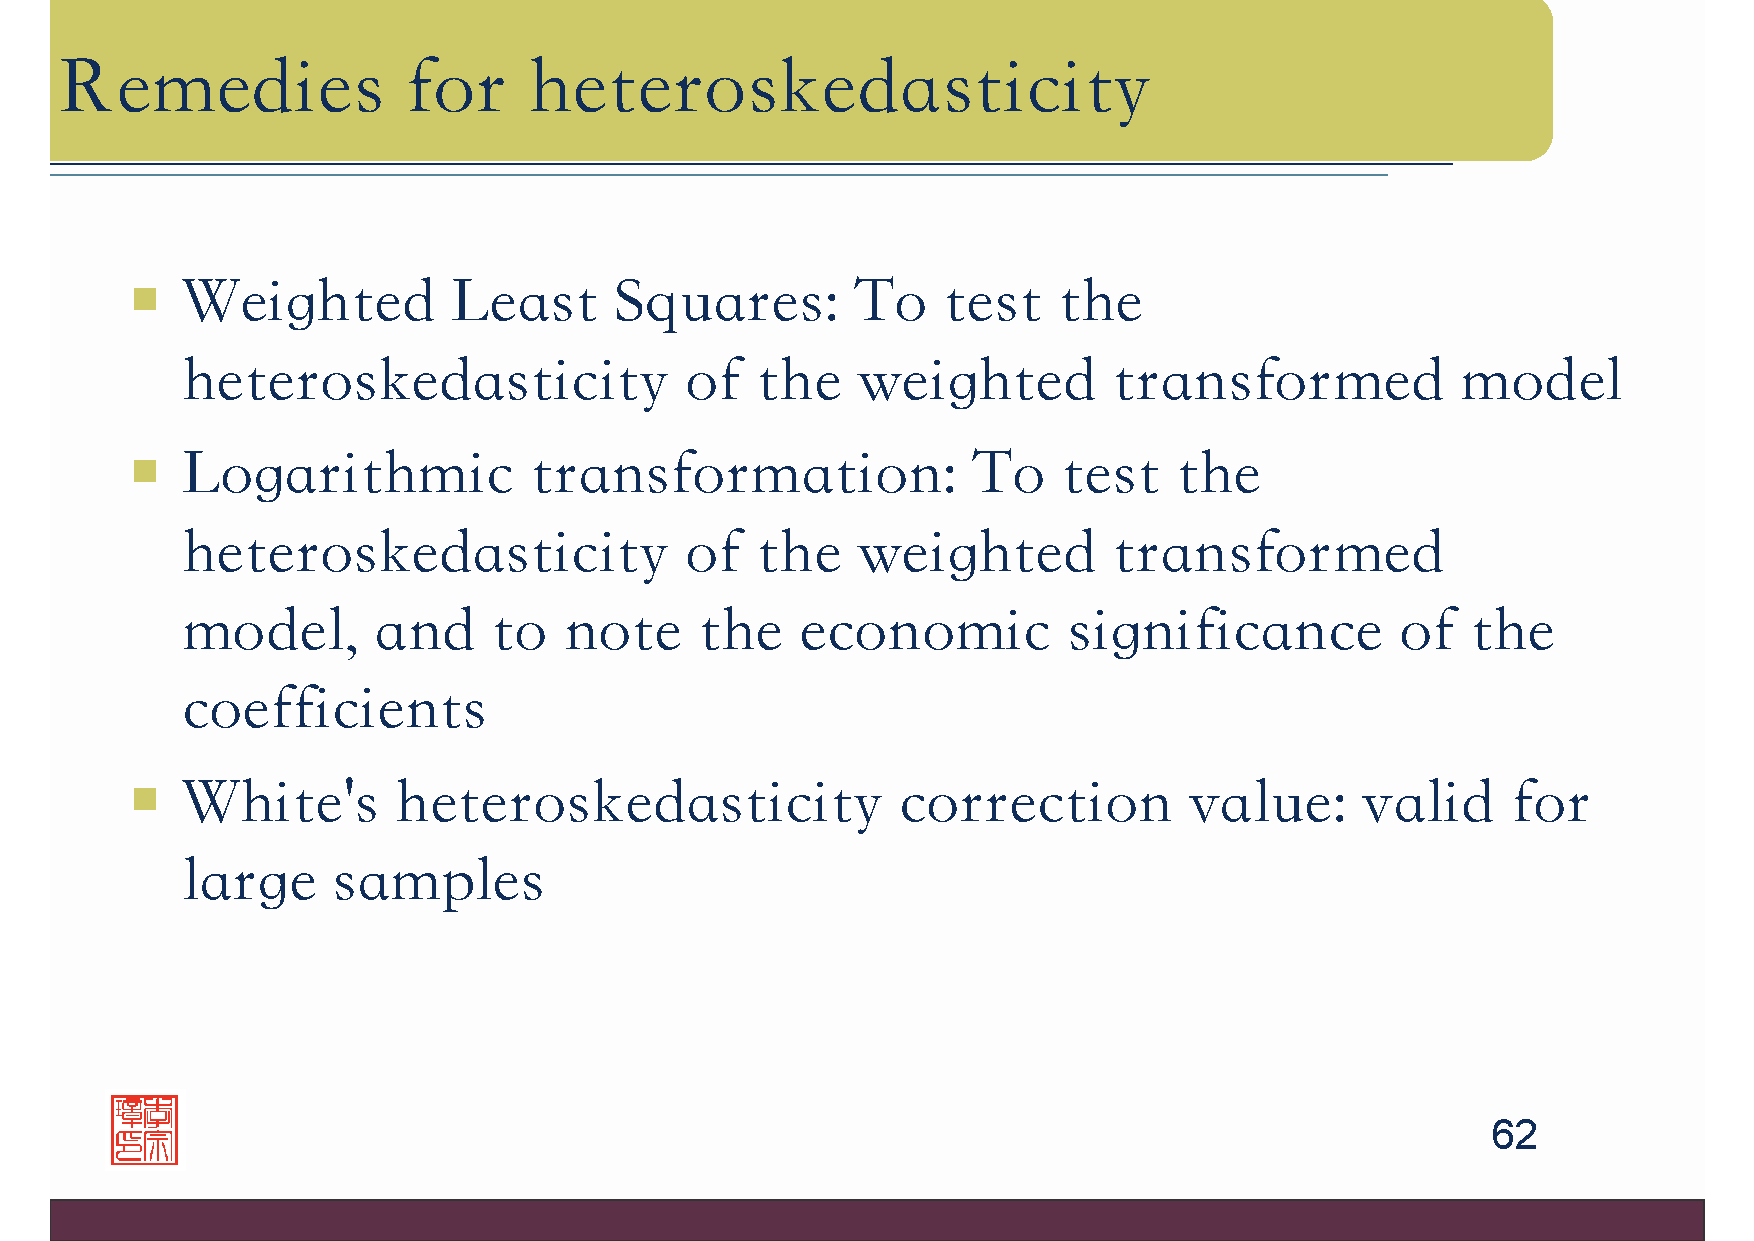 Remedies for heteroskedasticity
Weighted Least Squares: To test the
heteroskedasticity of the weighted transformed model
Logarithmic transformation: To test the
heteroskedasticity of the weighted transformed
model, and to note the economic significance of the
coefficients
White's heteroskedasticity correction value: valid for
large samples
62